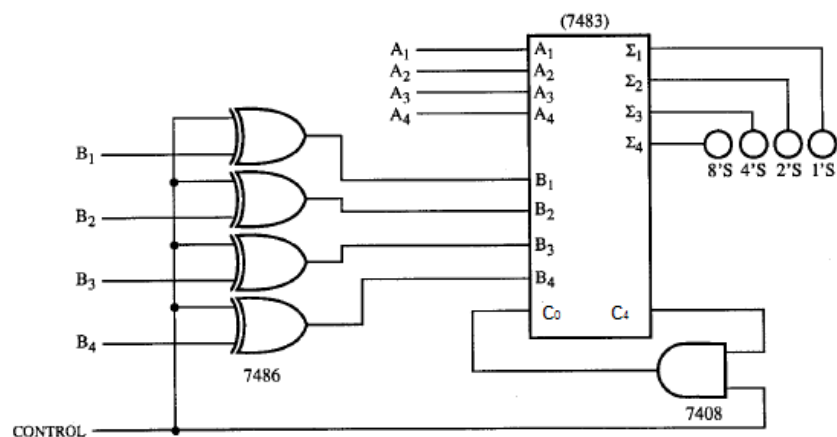 (7483)
A₁ A₁ Σ₁
A₂ A₂ Σ₂
A₃ A₃ Σ₃
A₄ A₄ Σ₄
8'S 4'S 2'S 1'S
B₁ B₁
B₂ B₂
B₃ B₃
B₄ B₄
C₀ C₄
7486
7408
CONTROL